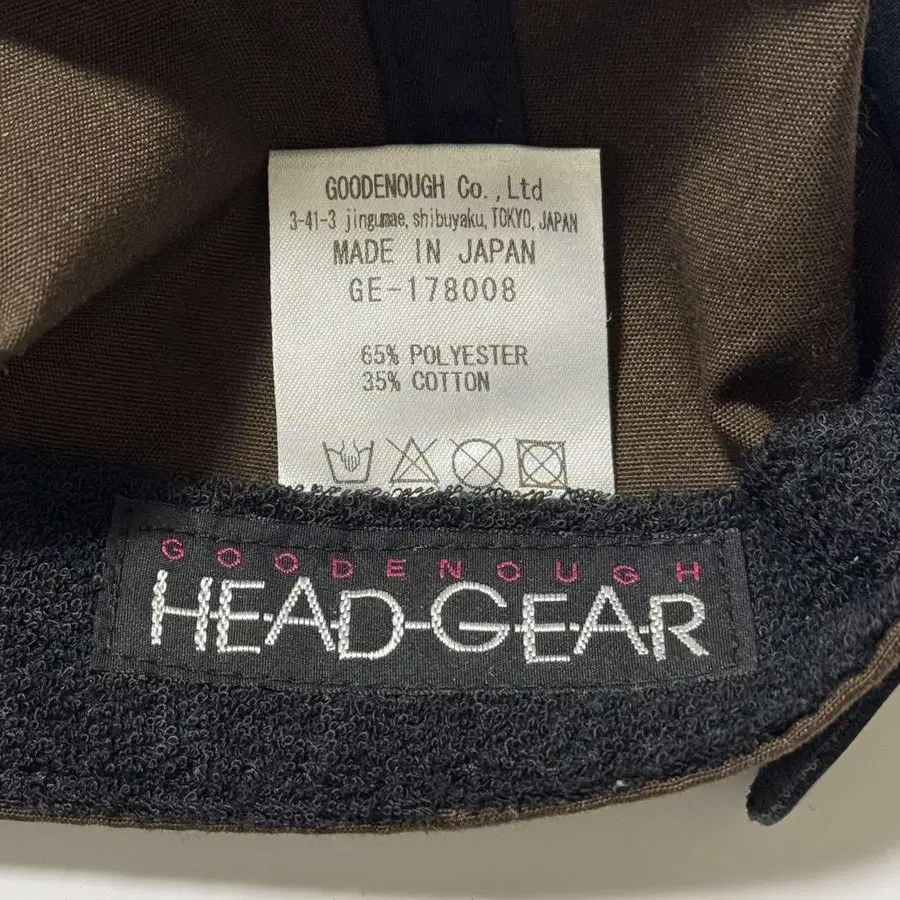 GOODENOUGH Co.,Ltd
3-41-3 jingumae, shibuyaku, TOKYO, JAPAN
MADE IN JAPAN
GE-178008
65% POLYESTER
35% COTTON
GOODENOUGH
HEAD-GEAR